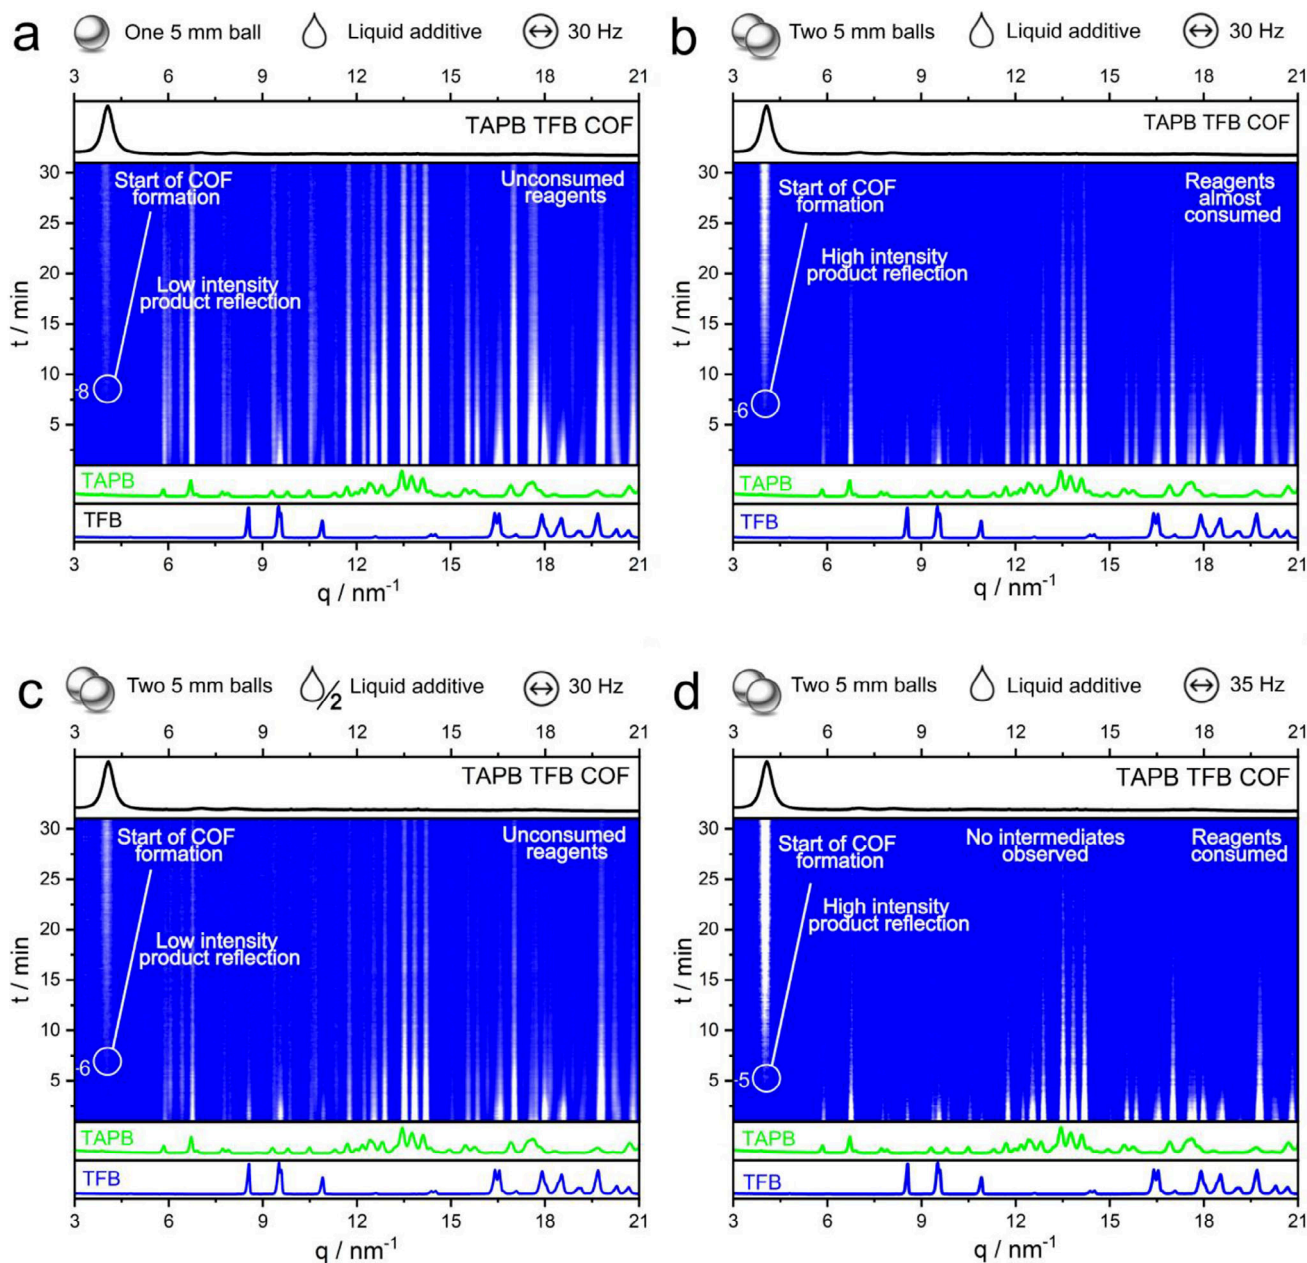 a One 5 mm ball Liquid additive 30 Hz
3 6 9 12 15 18 21
TAPB TFB COF
30
Start of COF
formation
Unconsumed
reagents
25
20
Low intensity
product reflection
t / min
15
10
-8
5
TAPB
TFB
3 6 9 12 15 18 21
q / nm⁻¹
b Two 5 mm balls Liquid additive 30 Hz
3 6 9 12 15 18 21
TAPB TFB COF
30
Start of COF
formation
Reagents
almost
consumed
25
20
High intensity
product reflection
t / min
15
10
-6
5
TAPB
TFB
3 6 9 12 15 18 21
q / nm⁻¹
c Two 5 mm balls /2 Liquid additive 30 Hz
3 6 9 12 15 18 21
TAPB TFB COF
30
Start of COF
formation
Unconsumed
reagents
25
20
Low intensity
product reflection
t / min
15
10
-6
5
TAPB
TFB
3 6 9 12 15 18 21
q / nm⁻¹
d Two 5 mm balls Liquid additive 35 Hz
3 6 9 12 15 18 21
TAPB TFB COF
30
Start of COF
formation
No intermediates
observed
Reagents
consumed
25
20
High intensity
product reflection
t / min
15
10
-5
5
TAPB
TFB
3 6 9 12 15 18 21
q / nm⁻¹